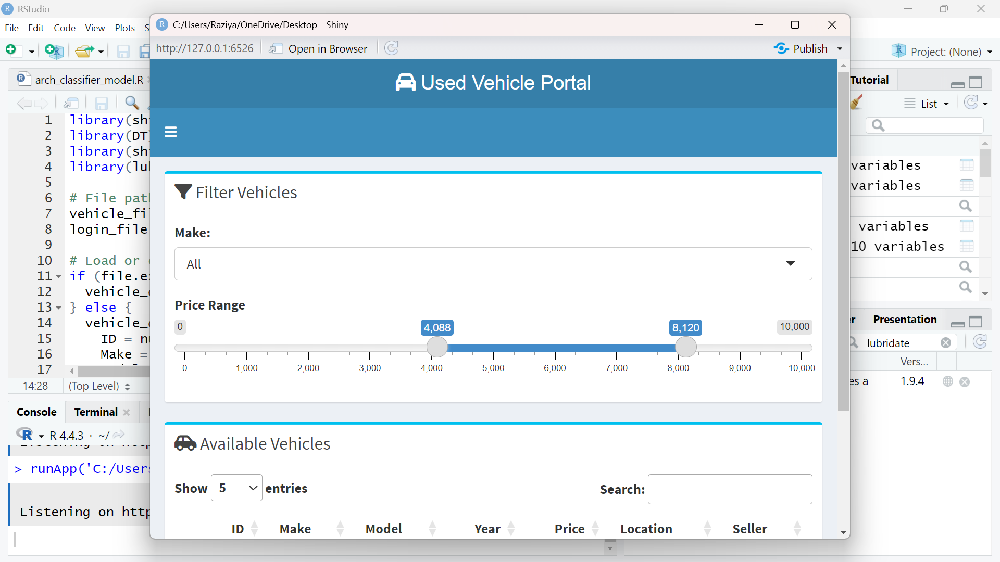 RStudio
File Edit Code View Plots
Project: (None)
arch_classifier_model.R
1 library(sh
2 library(DT
3 library(sh
4 library(lu
5
6 # File pat
7 vehicle_fi
8 login_file
9
10 # Load or
11 if (file.e
12 vehicle_
13 } else {
14 vehicle_
15 ID = n
16 Make =
17
14:28 (Top Level)
Console Terminal
R 4.4.3 · ~/
> runApp('C:/User
Listening on http
C:/Users/Raziya/OneDrive/Desktop - Shiny
http://127.0.0.1:6526 Open in Browser Publish
Used Vehicle Portal
Filter Vehicles
Make:
All
Price Range
0 4,088 8,120 10,000
0 1,000 2,000 3,000 4,000 5,000 6,000 7,000 8,000 9,000 10,000
Available Vehicles
Show 5 entries Search:
ID Make Model Year Price Location Seller
Tutorial
List
variables
variables
variables
10 variables
er Presentation
lubridate
Vers...
es a 1.9.4